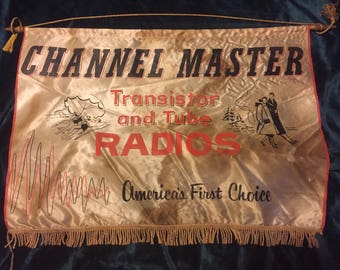 CHANNEL MASTER
Transistor
and Tube
RADIOS
America's First Choice